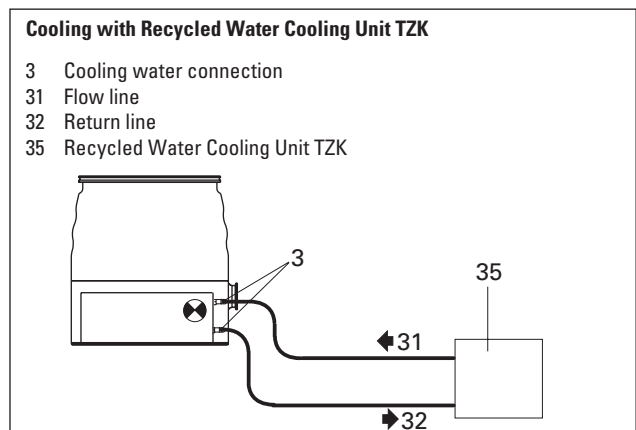 Cooling with Recycled Water Cooling Unit TZK
3 Cooling water connection
31 Flow line
32 Return line
35 Recycled Water Cooling Unit TZK
3
35
31
32